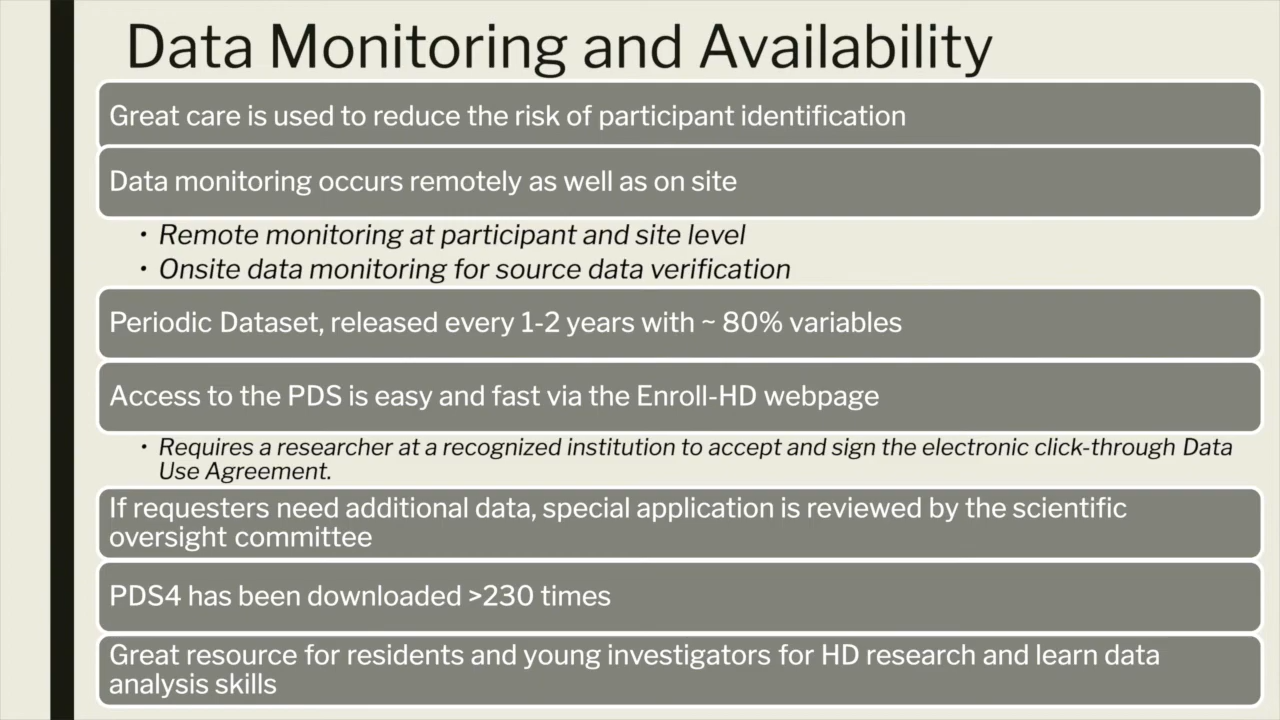 Data Monitoring and Availability
Great care is used to reduce the risk of participant identification
Data monitoring occurs remotely as well as on site
• Remote monitoring at participant and site level
• Onsite data monitoring for source data verification
Periodic Dataset, released every 1-2 years with ~ 80% variables
Access to the PDS is easy and fast via the Enroll-HD webpage
• Requires a researcher at a recognized institution to accept and sign the electronic click-through Data
Use Agreement.
If requesters need additional data, special application is reviewed by the scientific
oversight committee
PDS4 has been downloaded >230 times
Great resource for residents and young investigators for HD research and learn data
analysis skills